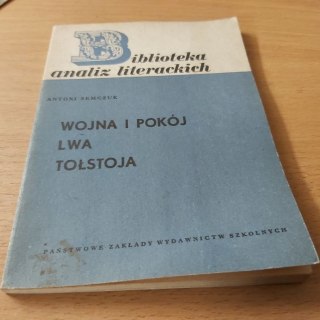 Biblioteka
analiz literackich
ANTONI SEMCZUK
WOJNA I POKÓJ
LWA
TOŁSTOJA
PAŃSTWOWE ZAKŁADY WYDAWNICTW SZKOLNYCH